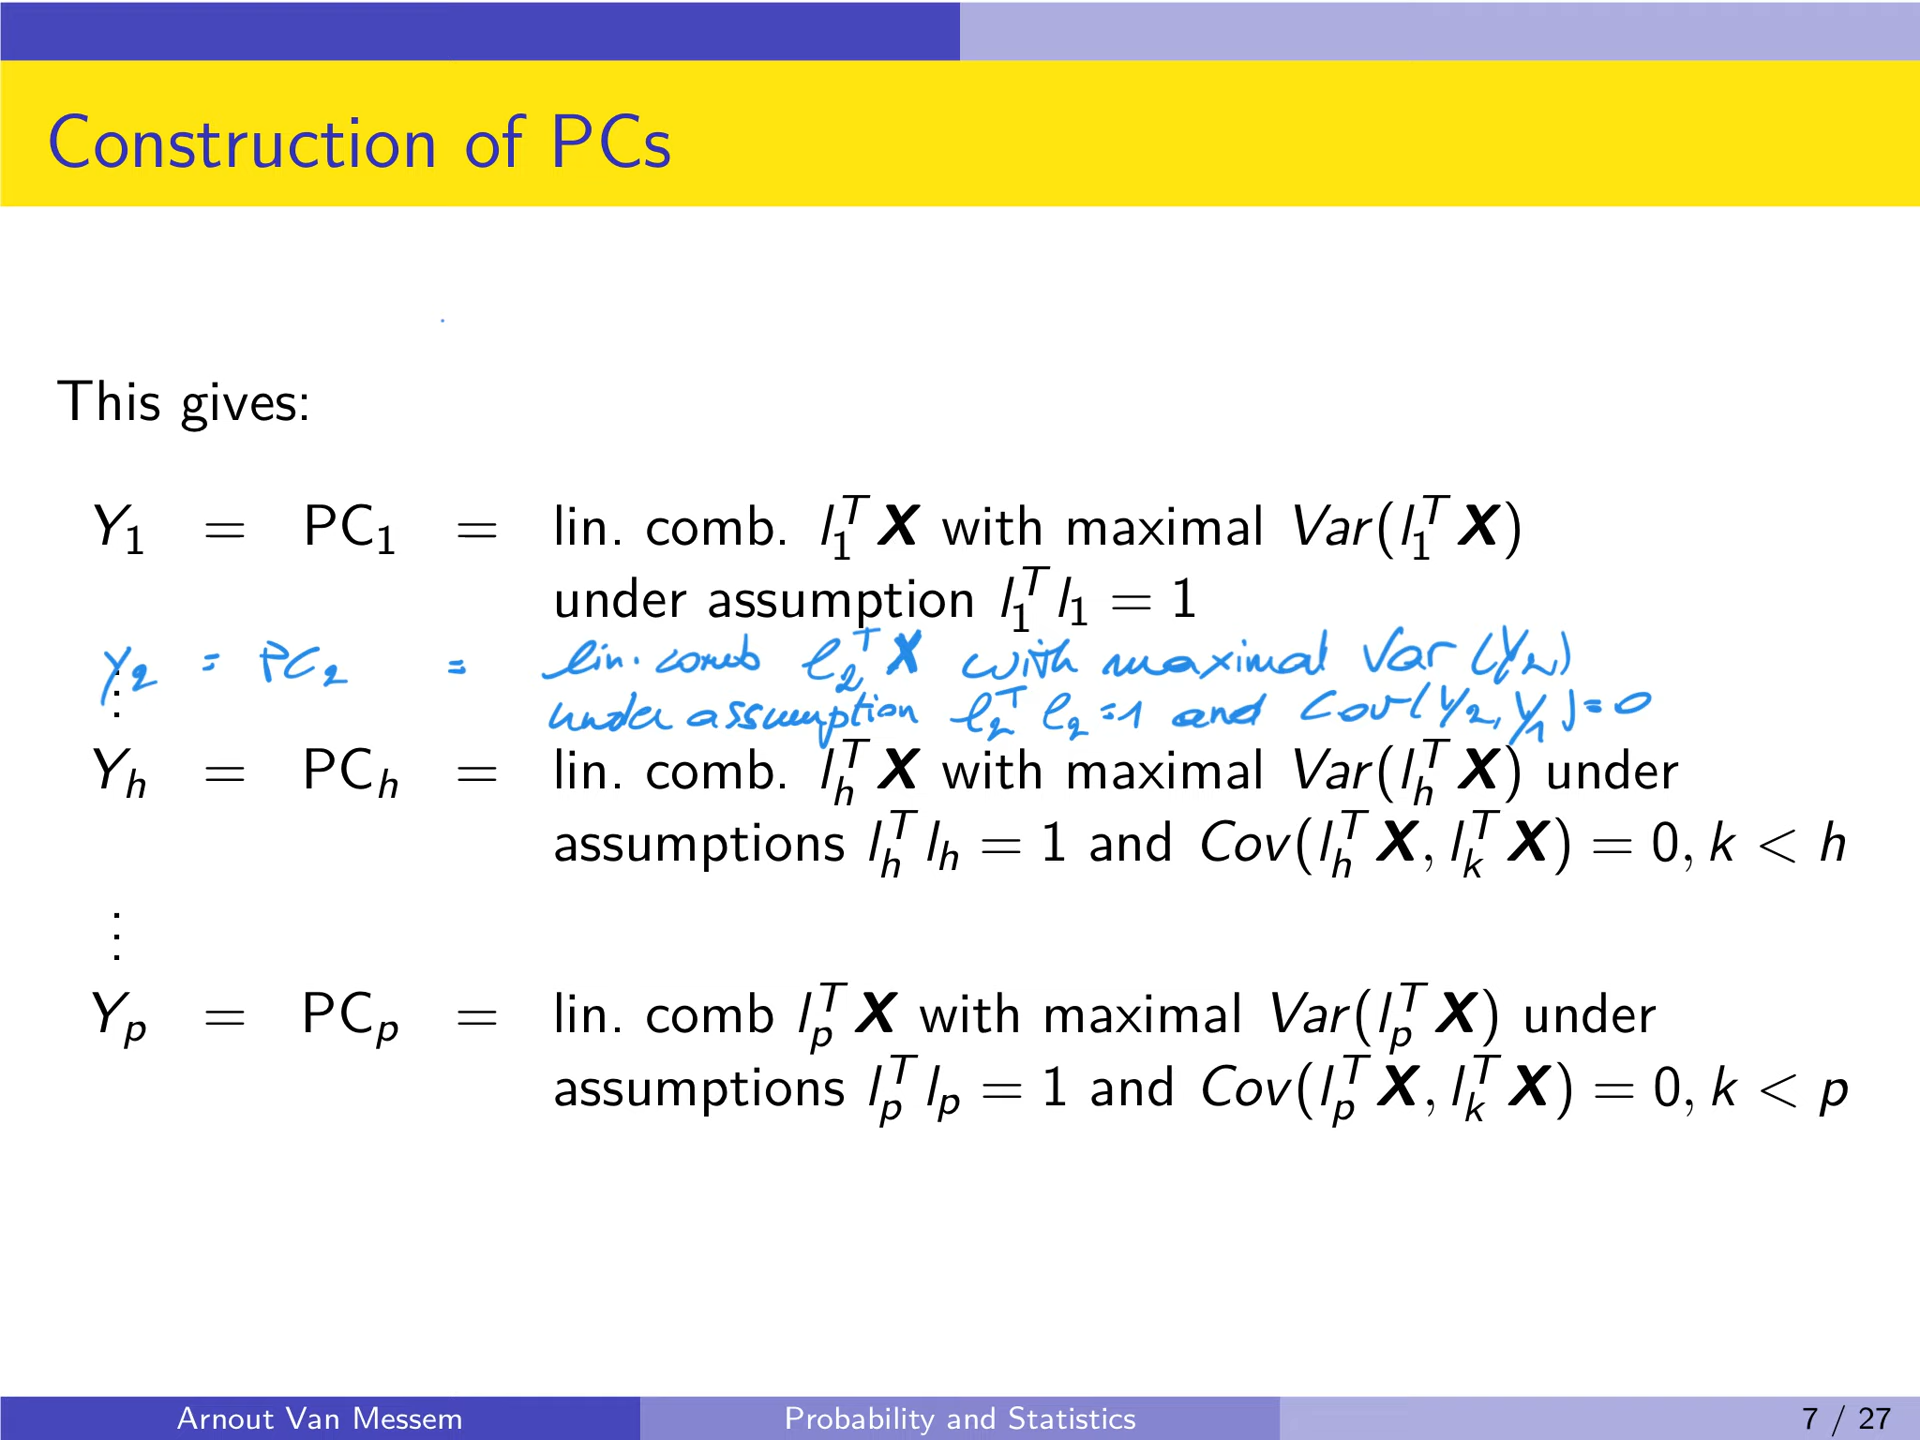 Construction of PCs
This gives:
Y₁ = PC₁ = lin. comb. l₁ᵀX with maximal Var(l₁ᵀX)
under assumption l₁ᵀl₁ = 1
Y₂ = PC₂ = lin. comb ℓ₂ᵀX with maximal Var(Y₂)
⋮ under assumption ℓ₂ᵀℓ₂=1 and Cov(Y₂,Y₁)=0
Yₕ = PCₕ = lin. comb. lₕᵀX with maximal Var(lₕᵀX) under
assumptions lₕᵀlₕ = 1 and Cov(lₕᵀX, lₖᵀX) = 0, k < h
⋮
Yₚ = PCₚ = lin. comb lₚᵀX with maximal Var(lₚᵀX) under
assumptions lₚᵀlₚ = 1 and Cov(lₚᵀX, lₖᵀX) = 0, k < p
Arnout Van Messem Probability and Statistics 7 / 27